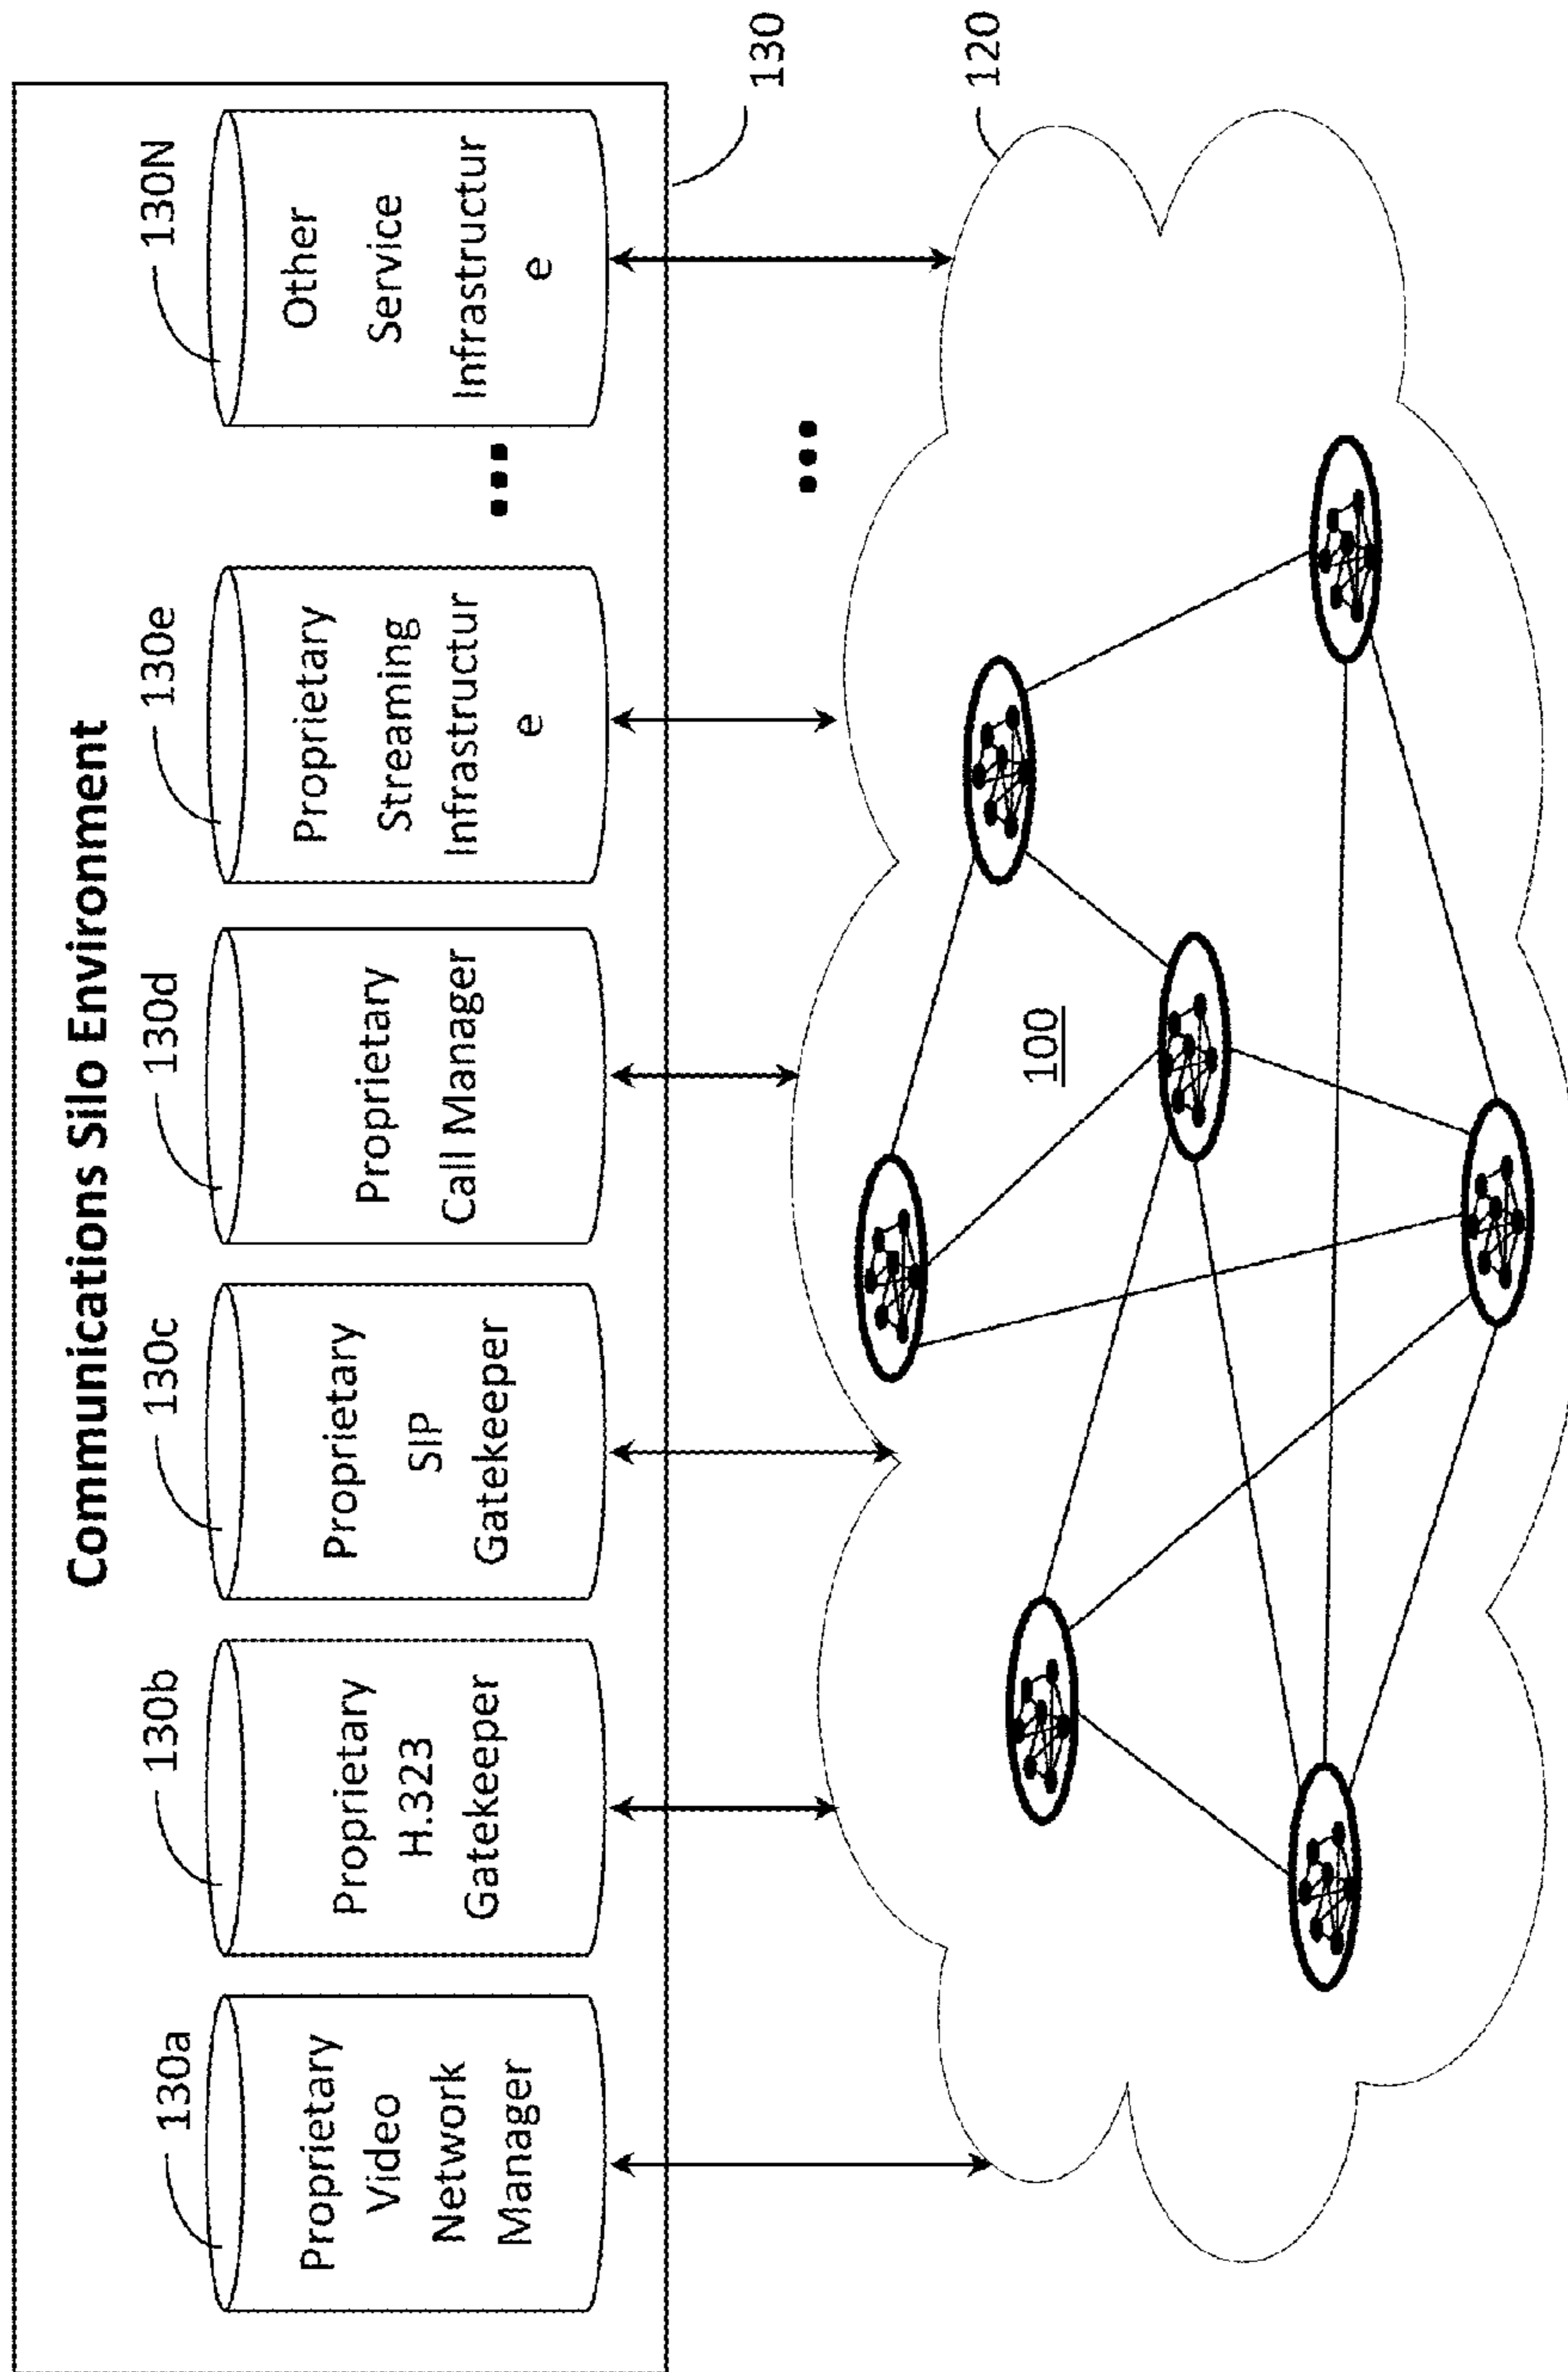 Communications Silo Environment
130a
130b
130c
130d
130e
130N
Proprietary
Video
Network
Manager
Proprietary
H.323
Gatekeeper
Proprietary
SIP
Gatekeeper
Proprietary
Call Manager
Proprietary
Streaming
Infrastructur
e
Other
Service
Infrastructur
e
130
120
100